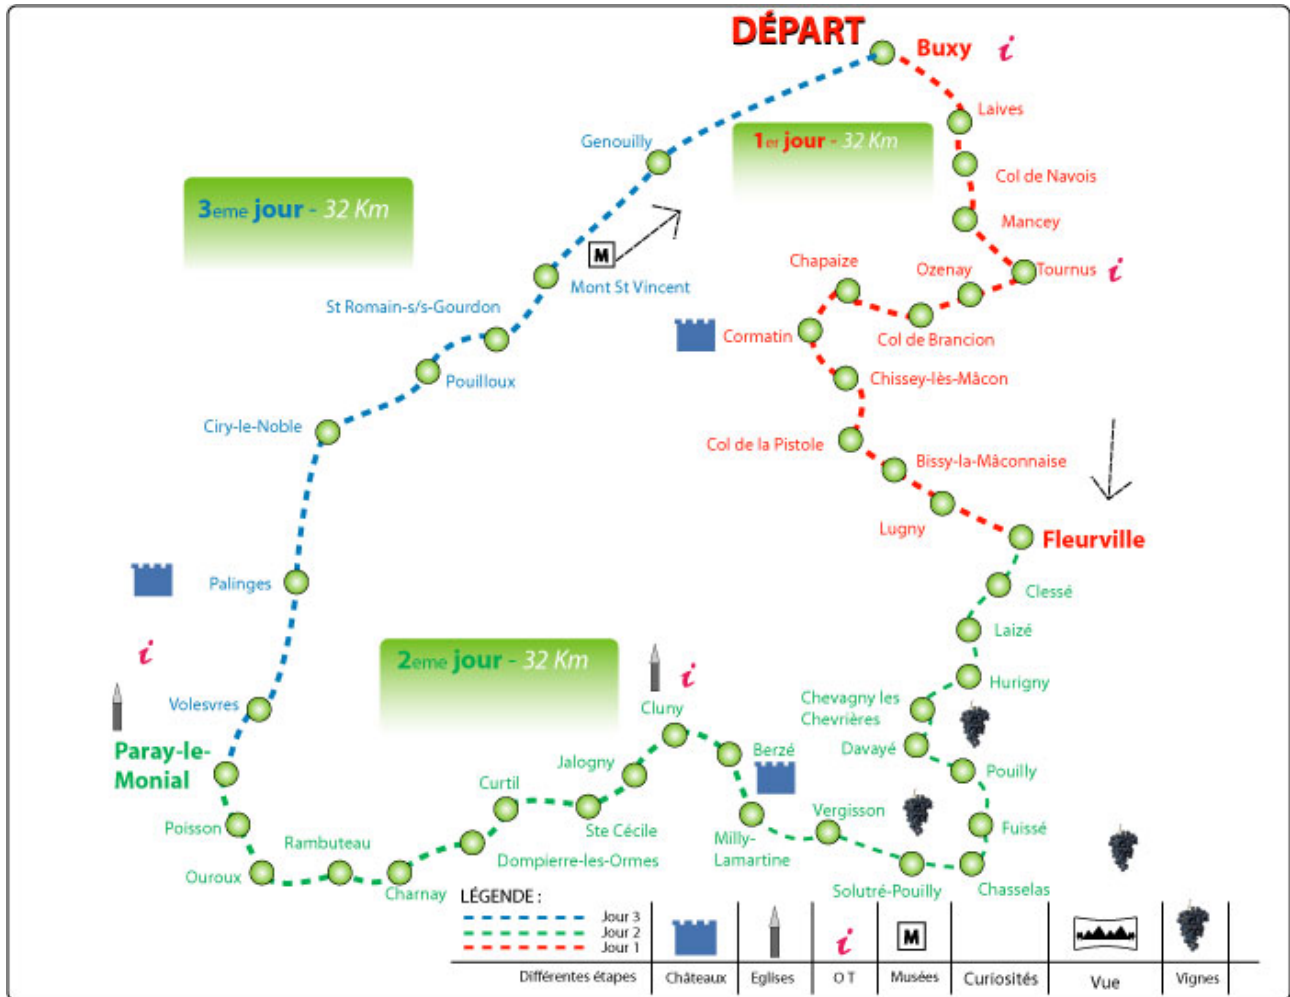 DÉPART
Buxy i
Laives
Genouilly
1er jour - 32 Km
Col de Navois
3eme jour - 32 Km
Mancey
M
Chapaize
Ozenay
Tournus i
Mont St Vincent
St Romain-s/s-Gourdon
Cormatin
Col de Brancion
Pouilloux
Chissey-lès-Mâcon
Ciry-le-Noble
Col de la Pistole
Bissy-la-Mâconnaise
Lugny
Fleurville
Palinges
Clessé
Laizé
i
2eme jour - 32 Km
i
Hurigny
Volesvres
Cluny
Chevagny les
Chevrières
Paray-le-
Monial
Jalogny
Berzé
Davayé
Pouilly
Curtil
Poisson
Rambuteau
Ste Cécile
Vergisson
Fuissé
Milly-
Lamartine
Dompierre-les-Ormes
Ouroux
Charnay
Solutré-Pouilly
Chasselas
LÉGENDE :
Jour 3
Jour 2
Jour 1
i
M
Différentes étapes
Châteaux
Eglises
O T
Musées
Curiosités
Vue
Vignes